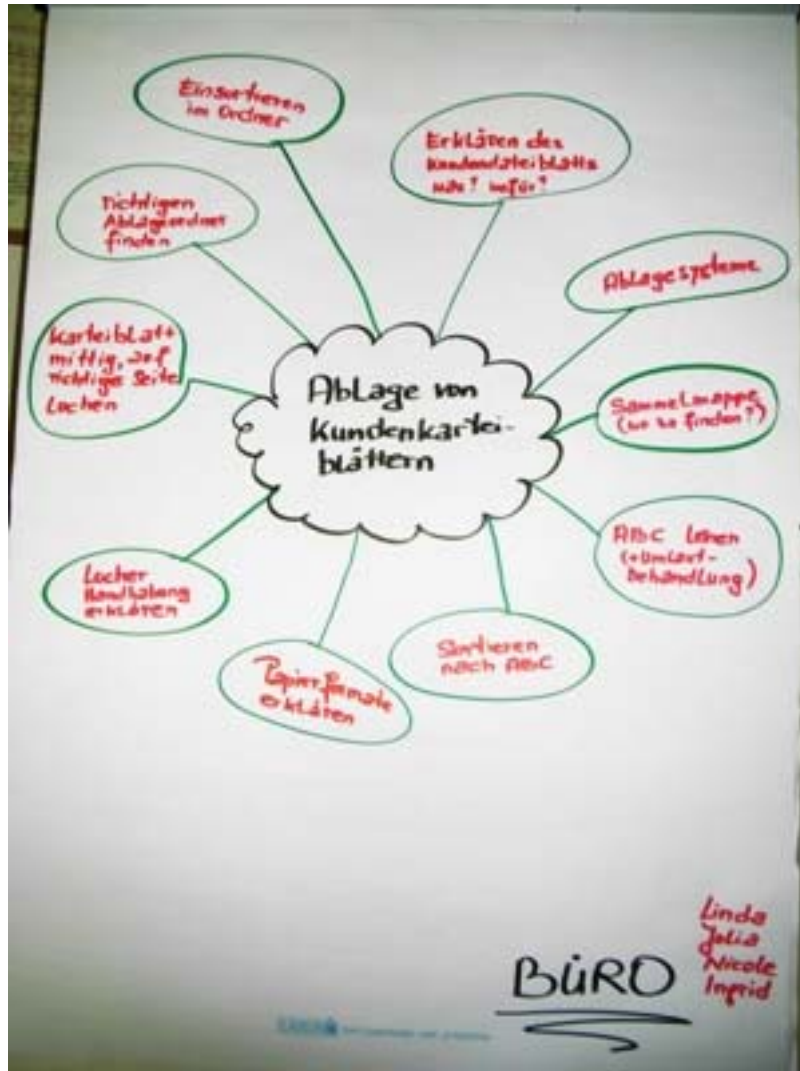 Einsortieren
im Ordner
Erklären des
Kundendateiblatts
was? wofür?
richtigen
Ablageordner
finden
Ablagesysteme
Karteiblatt
mittig, auf
richtige Seite
Lochen
Ablage von
Kundenkartei-
blättern
Sammelmappe
(wo zu finden?)
ABC lernen
(+Umlaut-
behandlung)
Locher
Handhabung
erklären
Papierformate
erklären
Sortieren
nach ABC
Linda
Julia
Nicole
Ingrid
BÜRO